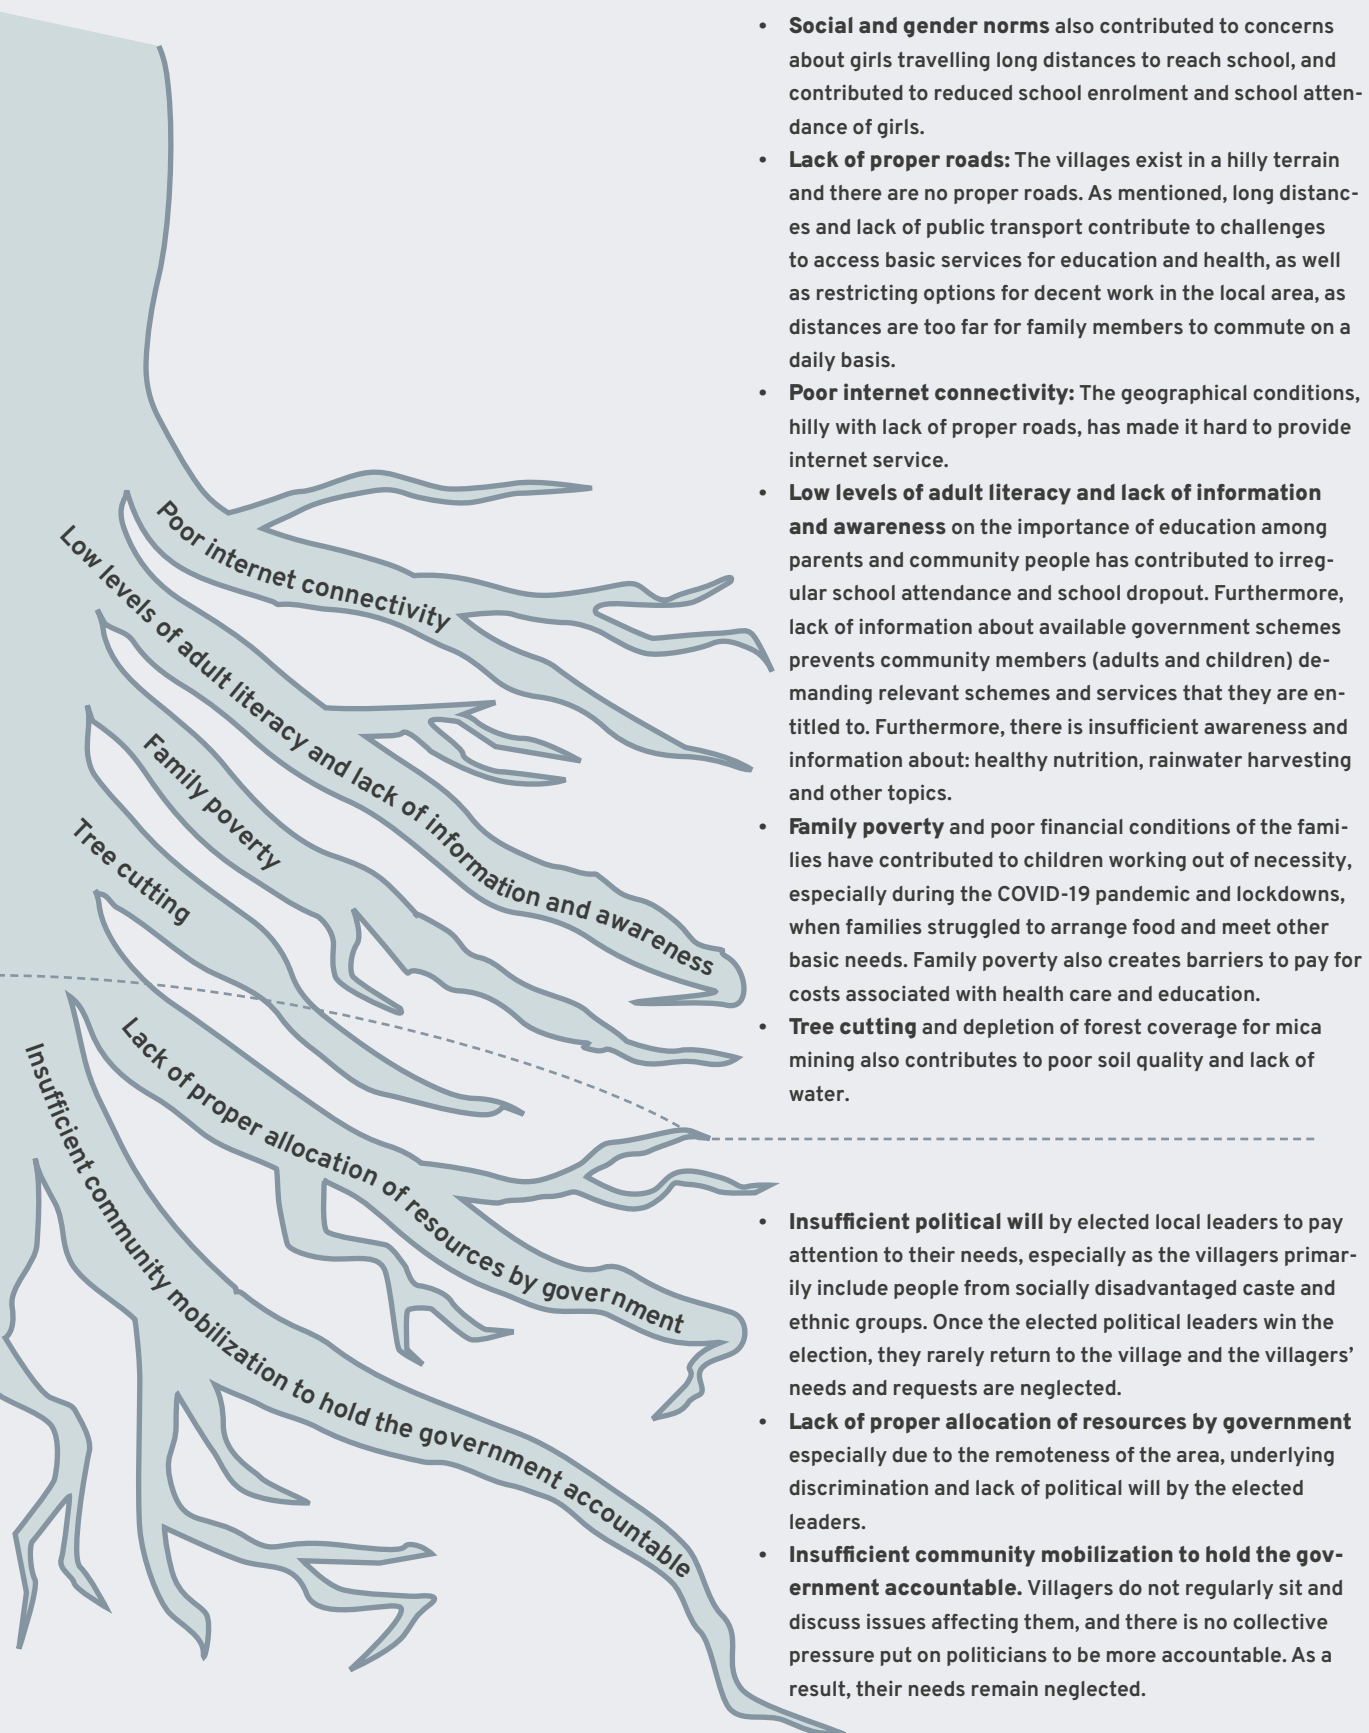 Poor internet connectivity
Low levels of adult literacy and lack of information and awareness
Family poverty
Tree cutting
Lack of proper allocation of resources by government
Insufficient community mobilization to hold the government accountable
• Social and gender norms also contributed to concerns
about girls travelling long distances to reach school, and
contributed to reduced school enrolment and school atten-
dance of girls.
• Lack of proper roads: The villages exist in a hilly terrain
and there are no proper roads. As mentioned, long distanc-
es and lack of public transport contribute to challenges
to access basic services for education and health, as well
as restricting options for decent work in the local area, as
distances are too far for family members to commute on a
daily basis.
• Poor internet connectivity: The geographical conditions,
hilly with lack of proper roads, has made it hard to provide
internet service.
• Low levels of adult literacy and lack of information
and awareness on the importance of education among
parents and community people has contributed to irreg-
ular school attendance and school dropout. Furthermore,
lack of information about available government schemes
prevents community members (adults and children) de-
manding relevant schemes and services that they are en-
titled to. Furthermore, there is insufficient awareness and
information about: healthy nutrition, rainwater harvesting
and other topics.
• Family poverty and poor financial conditions of the fami-
lies have contributed to children working out of necessity,
especially during the COVID-19 pandemic and lockdowns,
when families struggled to arrange food and meet other
basic needs. Family poverty also creates barriers to pay for
costs associated with health care and education.
• Tree cutting and depletion of forest coverage for mica
mining also contributes to poor soil quality and lack of
water.
• Insufficient political will by elected local leaders to pay
attention to their needs, especially as the villagers primar-
ily include people from socially disadvantaged caste and
ethnic groups. Once the elected political leaders win the
election, they rarely return to the village and the villagers’
needs and requests are neglected.
• Lack of proper allocation of resources by government
especially due to the remoteness of the area, underlying
discrimination and lack of political will by the elected
leaders.
• Insufficient community mobilization to hold the gov-
ernment accountable. Villagers do not regularly sit and
discuss issues affecting them, and there is no collective
pressure put on politicians to be more accountable. As a
result, their needs remain neglected.